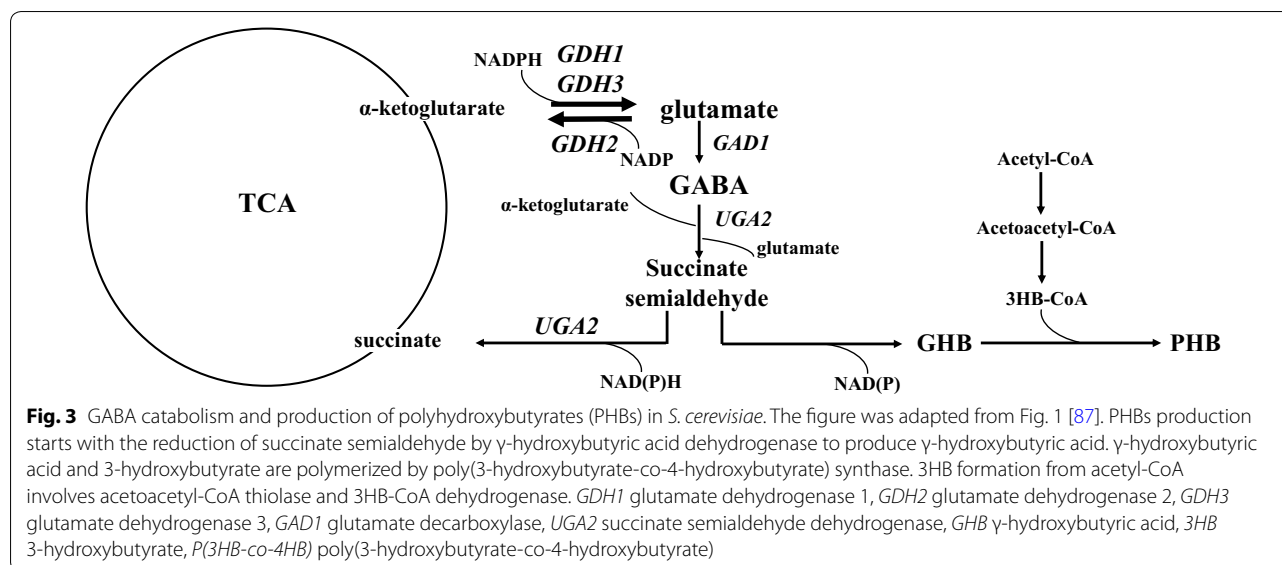 NADPH
GDH1
GDH3
α-ketoglutarate
glutamate
GDH2
NADP
GAD1
TCA
GABA
α-ketoglutarate
UGA2
glutamate
Succinate
semialdehyde
Acetyl-CoA
Acetoacetyl-CoA
3HB-CoA
succinate
UGA2
NAD(P)H
NAD(P)
GHB
PHB
Fig. 3 GABA catabolism and production of polyhydroxybutyrates (PHBs) in S. cerevisiae. The figure was adapted from Fig. 1 [87]. PHBs production
starts with the reduction of succinate semialdehyde by γ-hydroxybutyric acid dehydrogenase to produce γ-hydroxybutyric acid. γ-hydroxybutyric
acid and 3-hydroxybutyrate are polymerized by poly(3-hydroxybutyrate-co-4-hydroxybutyrate) synthase. 3HB formation from acetyl-CoA
involves acetoacetyl-CoA thiolase and 3HB-CoA dehydrogenase. GDH1 glutamate dehydrogenase 1, GDH2 glutamate dehydrogenase 2, GDH3
glutamate dehydrogenase 3, GAD1 glutamate decarboxylase, UGA2 succinate semialdehyde dehydrogenase, GHB γ-hydroxybutyric acid, 3HB
3-hydroxybutyrate, P(3HB-co-4HB) poly(3-hydroxybutyrate-co-4-hydroxybutyrate)